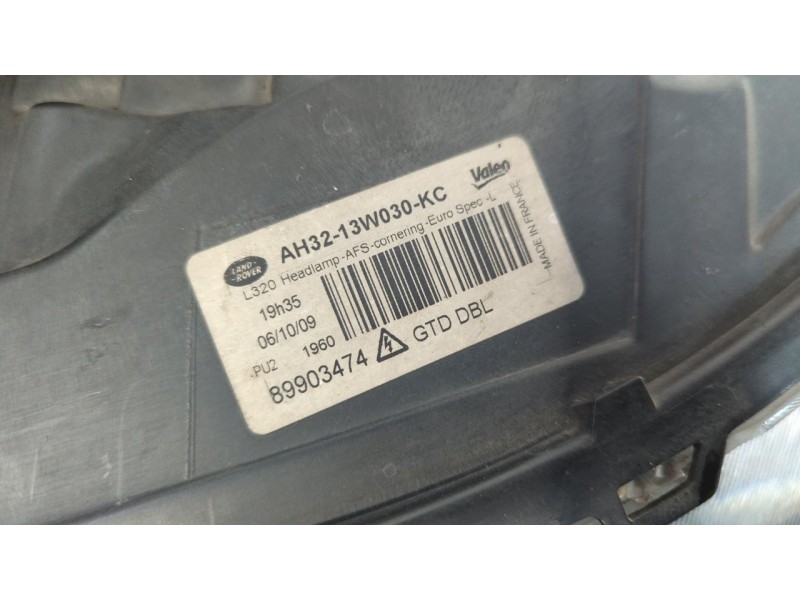 Valeo
LAND-
ROVER
AH32-13W030-KC
L320 Headlamp-AFS-cornering-Euro Spec-L
19h35
06/10/09
PU2 1960
89903474 GTD DBL
MADE IN FRANCE